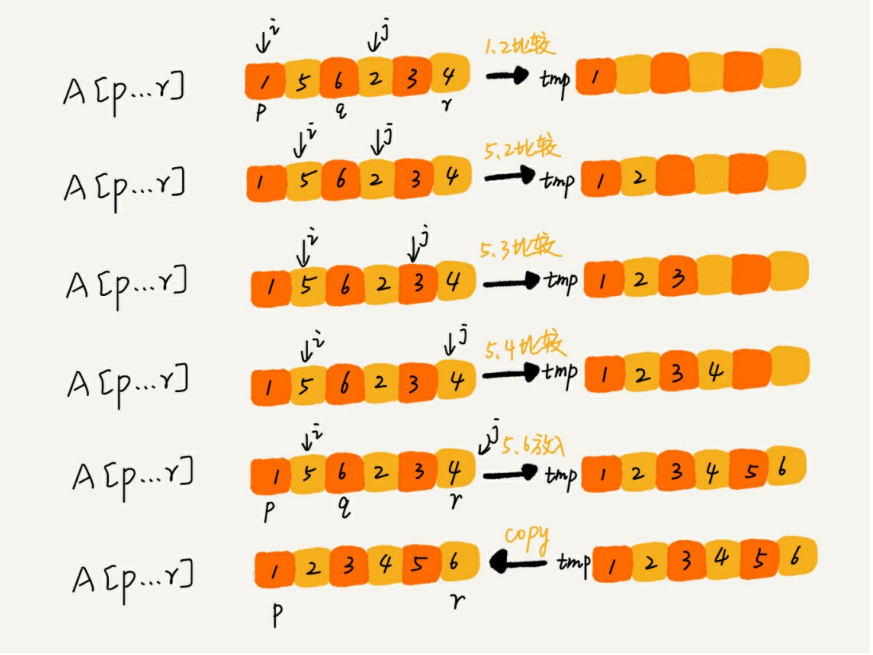 i j 1.2比较
A[p...r] 1 5 6 2 3 4 tmp 1
p q r
i j 5.2比较
A[p...r] 1 5 6 2 3 4 tmp 1 2
i j 5.3比较
A[p...r] 1 5 6 2 3 4 tmp 1 2 3
i j 5.4比较
A[p...r] 1 5 6 2 3 4 tmp 1 2 3 4
i j 5.6放入
A[p...r] 1 5 6 2 3 4 tmp 1 2 3 4 5 6
p q r
copy
A[p...r] 1 2 3 4 5 6 tmp 1 2 3 4 5 6
p r